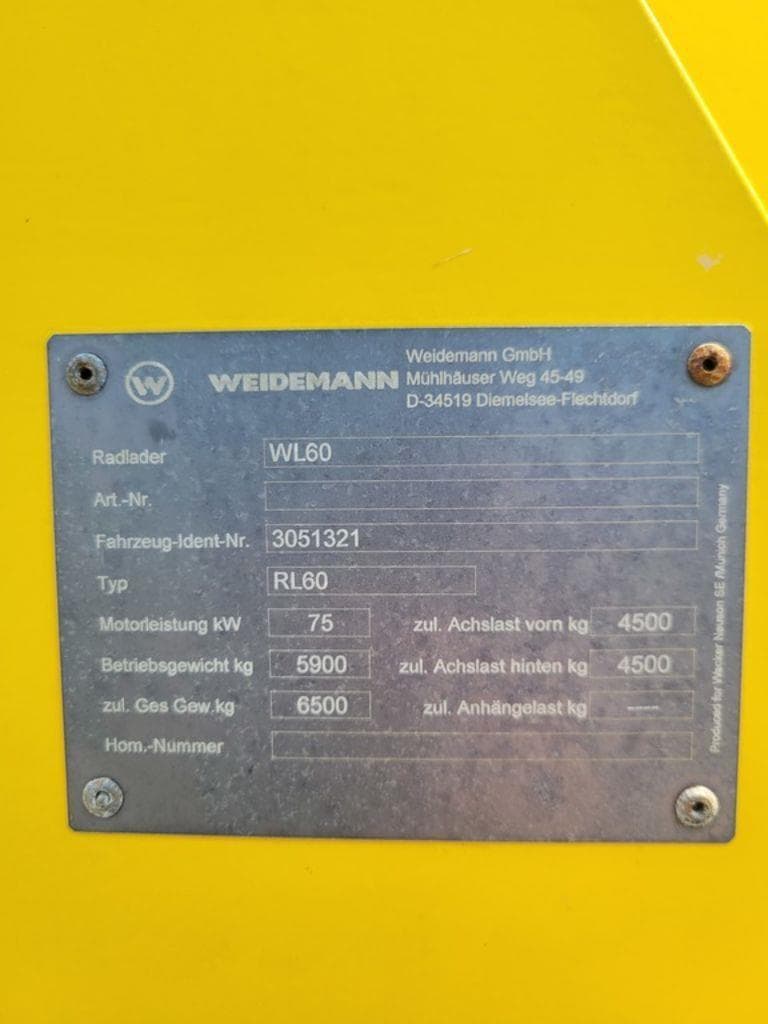 W WEIDEMANN
Weidemann GmbH
Mühlhäuser Weg 45-49
D-34519 Diemelsee-Flechtdorf
Radlader WL60
Art.-Nr.
Fahrzeug-Ident-Nr. 3051321
Typ RL60
Motorleistung kW 75 zul. Achslast vorn kg 4500
Betriebsgewicht kg 5900 zul. Achslast hinten kg 4500
zul. Ges Gew.kg 6500 zul. Anhängelast kg ---
Hom.-Nummer
Produced for Wacker Neuson SE /Munich Germany